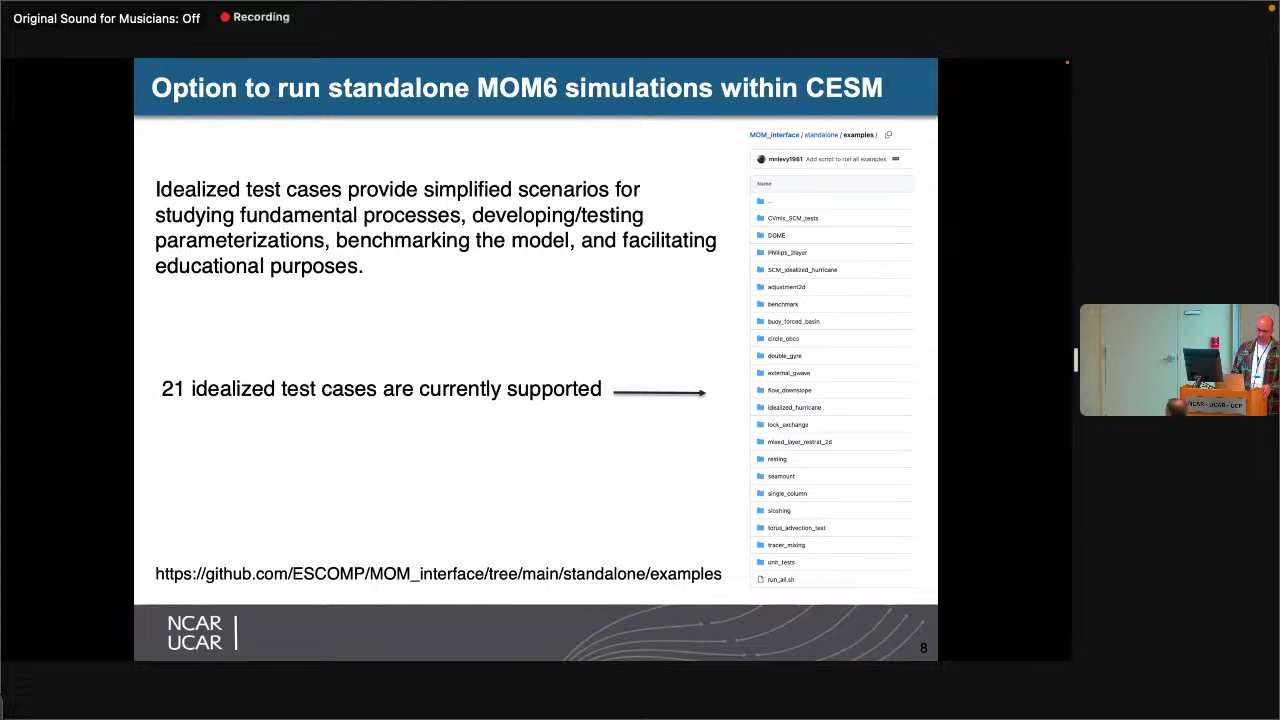 Original Sound for Musicians: Off
Recording
Option to run standalone MOM6 simulations within CESM
Idealized test cases provide simplified scenarios for
studying fundamental processes, developing/testing
parameterizations, benchmarking the model, and facilitating
educational purposes.
21 idealized test cases are currently supported
https://github.com/ESCOMP/MOM_interface/tree/main/standalone/examples
MOM_interface / standalone / examples /
mnlevy1981 Add script to run all examples
Name
..
CVmix_SCM_tests
DOME
Phillips_2layer
SCM_idealized_hurricane
adjustment2d
benchmark
buoy_forced_basin
circle_obcs
double_gyre
external_gwave
flow_downslope
idealized_hurricane
lock_exchange
mixed_layer_restrat_2d
resting
seamount
single_column
sloshing
torus_advection_test
tracer_mixing
unit_tests
run_all.sh
NCAR
UCAR
8
NCAR - UCAR - UCP